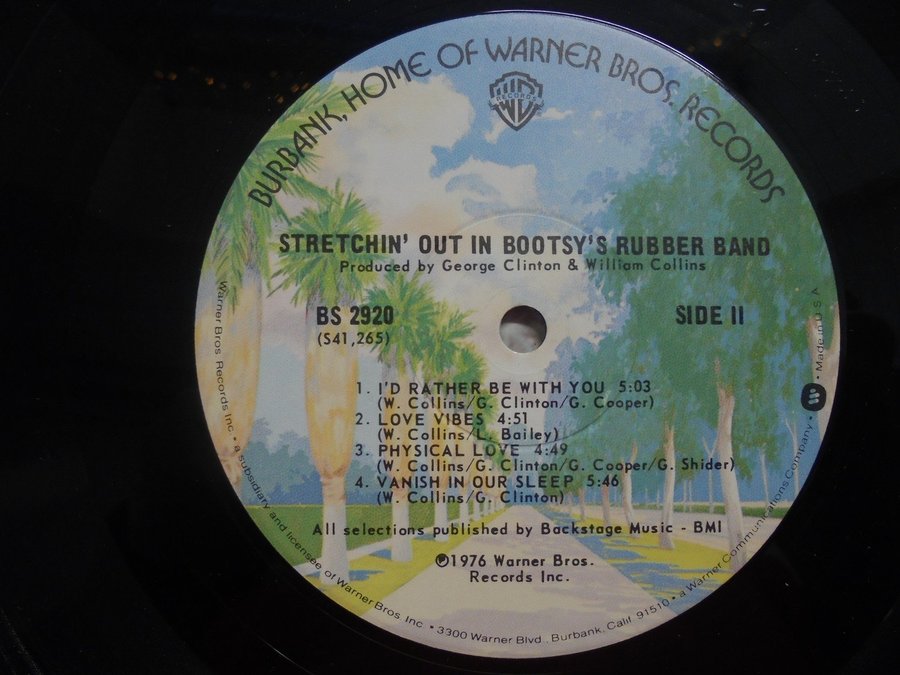 BURBANK, HOME OF WARNER BROS. RECORDS
RECORDS
STRETCHIN' OUT IN BOOTSY'S RUBBER BAND
Produced by George Clinton & William Collins
BS 2920
SIDE II
(S41,265)
1. I'D RATHER BE WITH YOU 5:03
(W. Collins/G. Clinton/G. Cooper)
2. LOVE VIBES 4:51
(W. Collins/L. Bailey)
3. PHYSICAL LOVE 4:49
(W. Collins/G. Clinton/G. Cooper/G. Shider)
4. VANISH IN OUR SLEEP 5:46
(W. Collins/G. Clinton)
All selections published by Backstage Music - BMI
℗1976 Warner Bros.
Records Inc.
Warner Bros. Records Inc. • a subsidiary and licensee of Warner Bros. Inc. • 3300 Warner Blvd., Burbank, Calif. 91510 • a Warner Communications Company • Made in U.S.A.